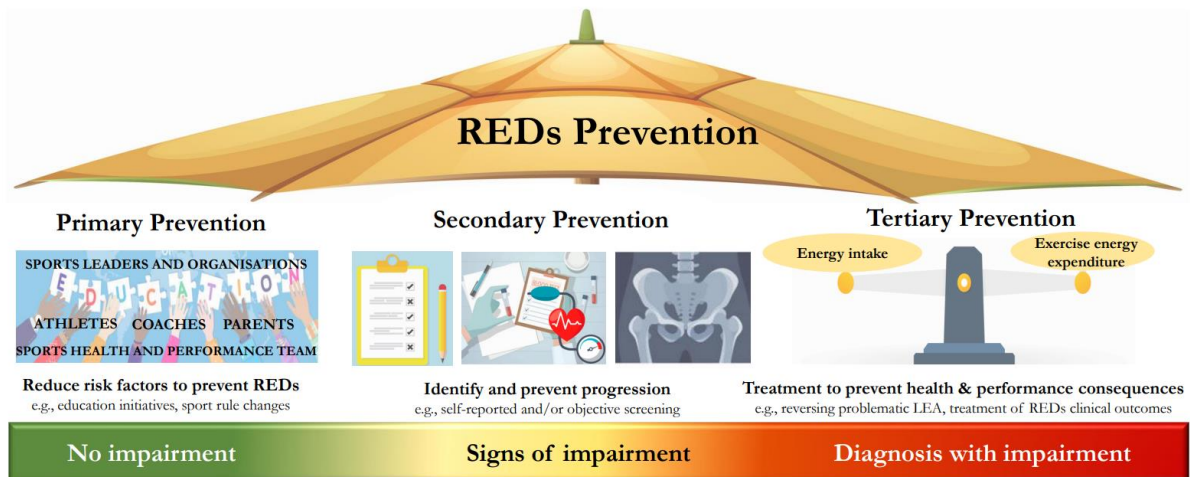 REDs Prevention
Primary Prevention
SPORTS LEADERS AND ORGANISATIONS
EDUCATION
ATHLETES COACHES PARENTS
SPORTS HEALTH AND PERFORMANCE TEAM
Reduce risk factors to prevent REDs
e.g., education initiatives, sport rule changes
Secondary Prevention
Identify and prevent progression
e.g., self-reported and/or objective screening
Tertiary Prevention
Energy intake
Exercise energy
expenditure
Treatment to prevent health & performance consequences
e.g., reversing problematic LEA, treatment of REDs clinical outcomes
No impairment
Signs of impairment
Diagnosis with impairment